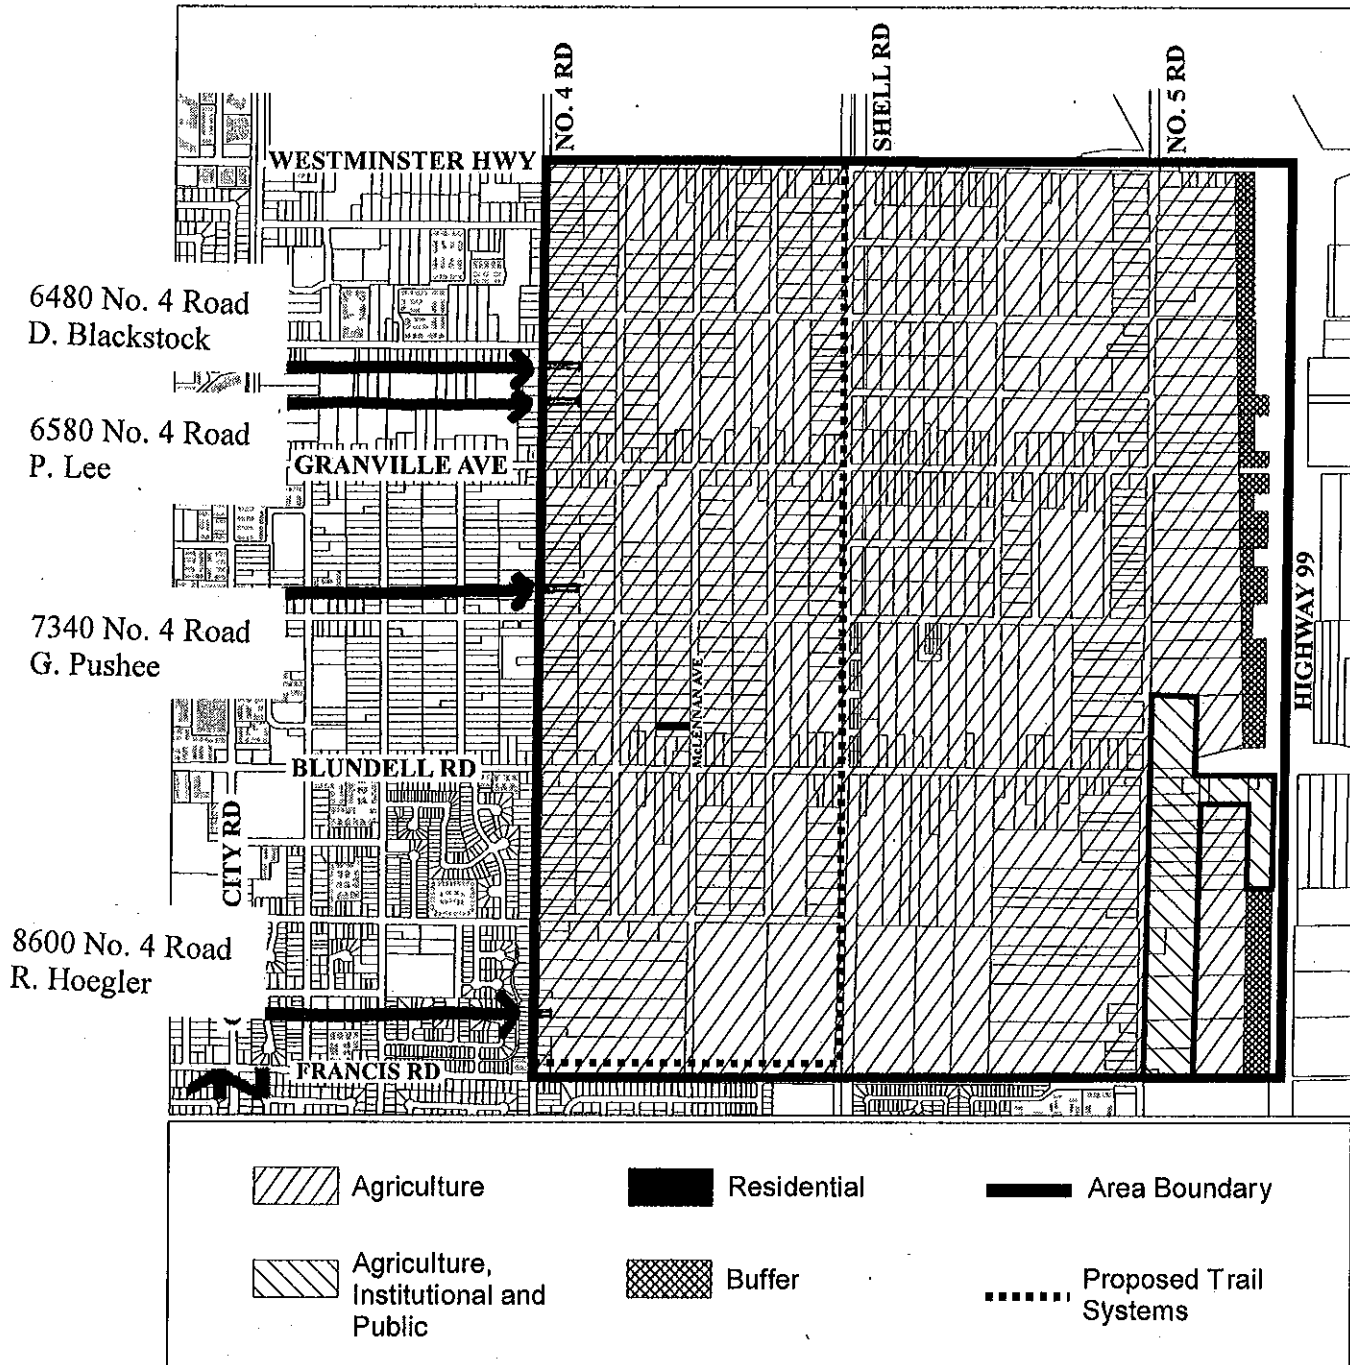 NO. 4 RD
SHELL RD
NO. 5 RD
WESTMINSTER HWY
6480 No. 4 Road
D. Blackstock
6580 No. 4 Road
P. Lee
GRANVILLE AVE
7340 No. 4 Road
G. Pushee
HIGHWAY 99
McLENNAN AVE
BLUNDELL RD
CITY RD
8600 No. 4 Road
R. Hoegler
FRANCIS RD
Agriculture
Residential
Area Boundary
Agriculture,
Institutional and
Public
Buffer
Proposed Trail
Systems